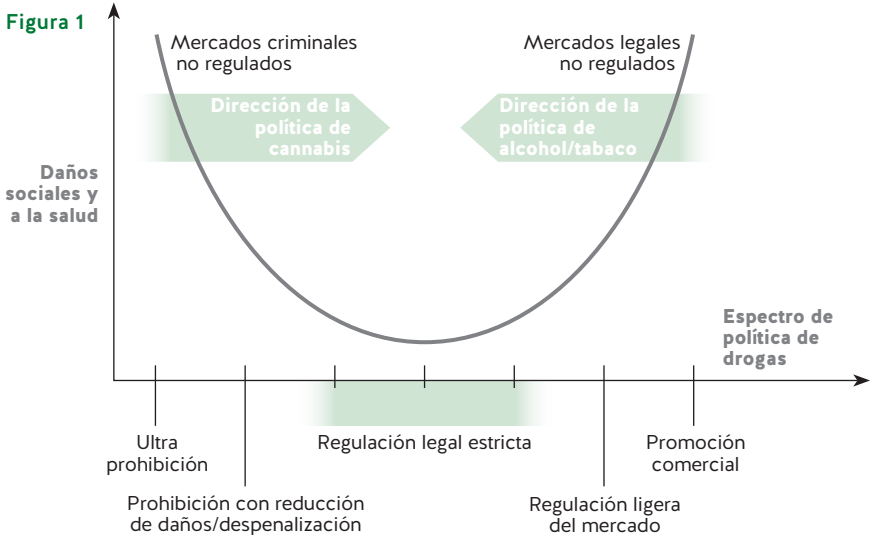 Figura 1
Mercados criminales
no regulados
Mercados legales
no regulados
Dirección de la
política de
cannabis
Dirección de la
política de
alcohol/tabaco
Daños
sociales y
a la salud
Espectro de
política de
drogas
Ultra
prohibición
Prohibición con reducción
de daños/despenalización
Regulación legal estricta
Regulación ligera
del mercado
Promoción
comercial